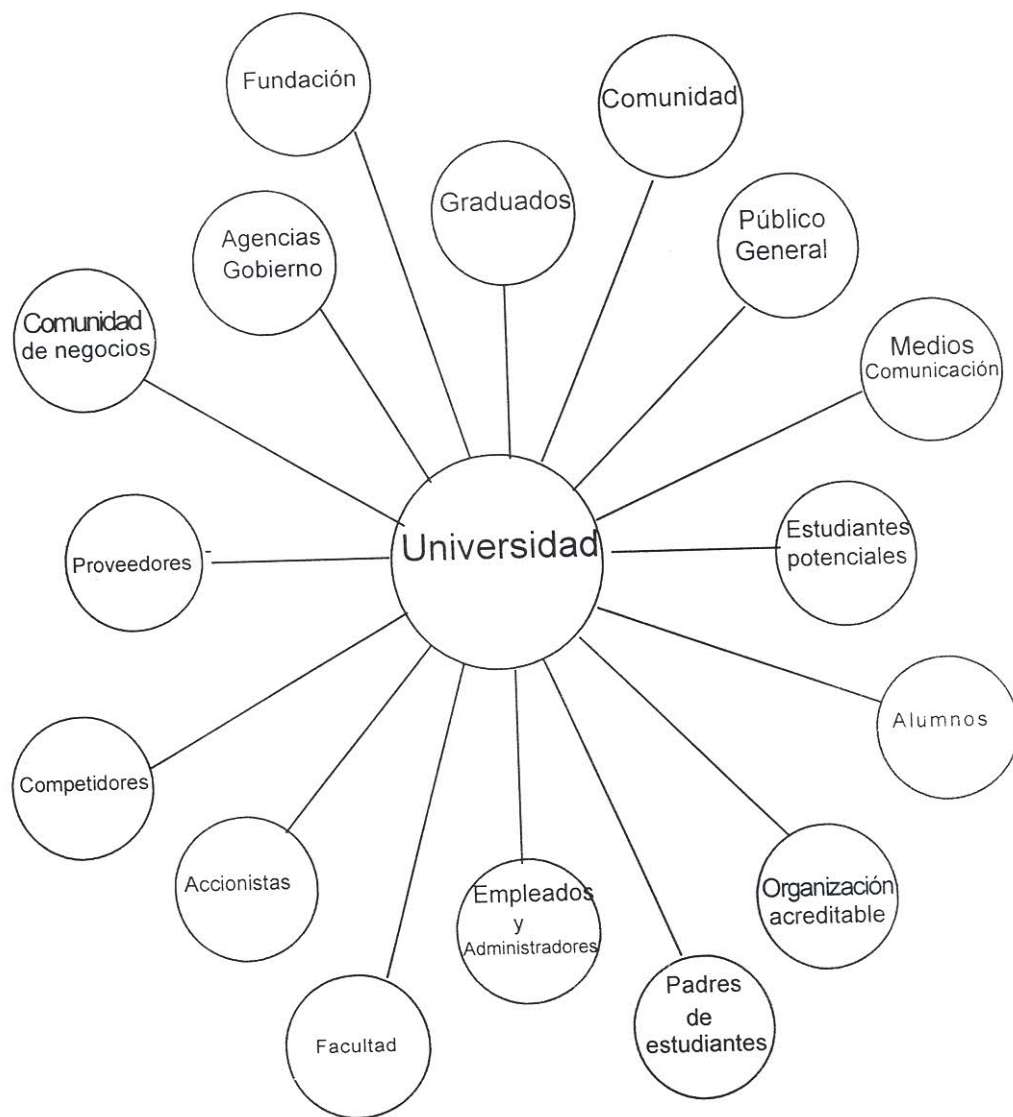 Fundación
Comunidad
Graduados
Público
General
Agencias
Gobierno
Comunidad
de negocios
Medios
Comunicación
Universidad
Estudiantes
potenciales
Proveedores
Alumnos
Competidores
Accionistas
Empleados
y
Administradores
Organización
acreditable
Padres
de
estudiantes
Facultad